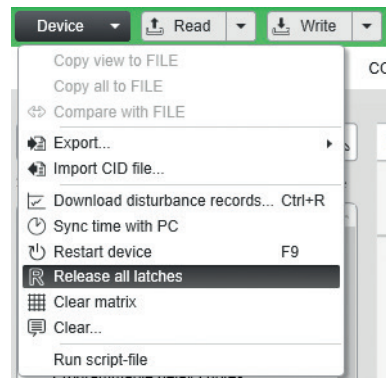 Device Read Write
Copy view to FILE
CO
Copy all to FILE
Compare with FILE
Export...
Import CID file...
Download disturbance records... Ctrl+R
Sync time with PC
Restart device F9
Release all latches
Clear matrix
Clear...
Run script-file